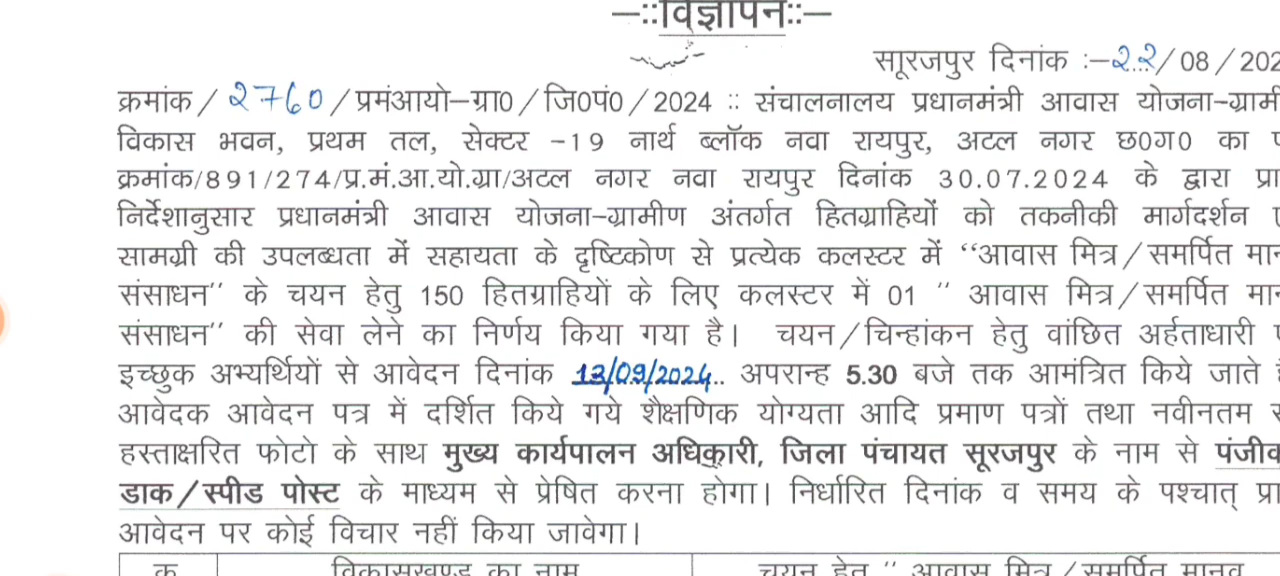 —::विज्ञापन::—
सूरजपुर दिनांक :—22/08/202
क्रमांक/2760/प्रमंआयो—ग्रा0/जि0पं0/2024 :: संचालनालय प्रधानमंत्री आवास योजना—ग्रामी
विकास भवन, प्रथम तल, सेक्टर -19 नार्थ ब्लॉक नवा रायपुर, अटल नगर छ0ग0 का प
क्रमांक/891/274/प्र.मं.आ.यो.ग्रा/अटल नगर नवा रायपुर दिनांक 30.07.2024 के द्वारा प्रा
निर्देशानुसार प्रधानमंत्री आवास योजना—ग्रामीण अंतर्गत हितग्राहियों को तकनीकी मार्गदर्शन ए
सामग्री की उपलब्धता में सहायता के दृष्टिकोण से प्रत्येक कलस्टर में ‘‘आवास मित्र/समर्पित मान
संसाधन’’ के चयन हेतु 150 हितग्राहियों के लिए कलस्टर में 01 ‘‘ आवास मित्र/समर्पित मान
संसाधन’’ की सेवा लेने का निर्णय किया गया है। चयन/चिन्हांकन हेतु वांछित अर्हताधारी ए
इच्छुक अभ्यर्थियों से आवेदन दिनांक 13/09/2024.. अपरान्ह 5.30 बजे तक आमंत्रित किये जाते है
आवेदक आवेदन पत्र में दर्शित किये गये शैक्षणिक योग्यता आदि प्रमाण पत्रों तथा नवीनतम स
हस्ताक्षरित फोटो के साथ मुख्य कार्यपालन अधिकारी, जिला पंचायत सूरजपुर के नाम से पंजीक
डाक/स्पीड पोस्ट के माध्यम से प्रेषित करना होगा। निर्धारित दिनांक व समय के पश्चात् प्रा
आवेदन पर कोई विचार नहीं किया जावेगा।
क विकासखण्ड का नाम चयन हेतु ‘‘ आवास मित्र/समर्पित मानव